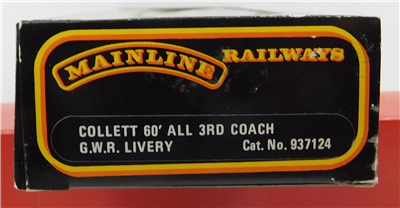 MAINLINE RAILWAYS
COLLETT 60' ALL 3RD COACH
G.W.R. LIVERY Cat. No. 937124